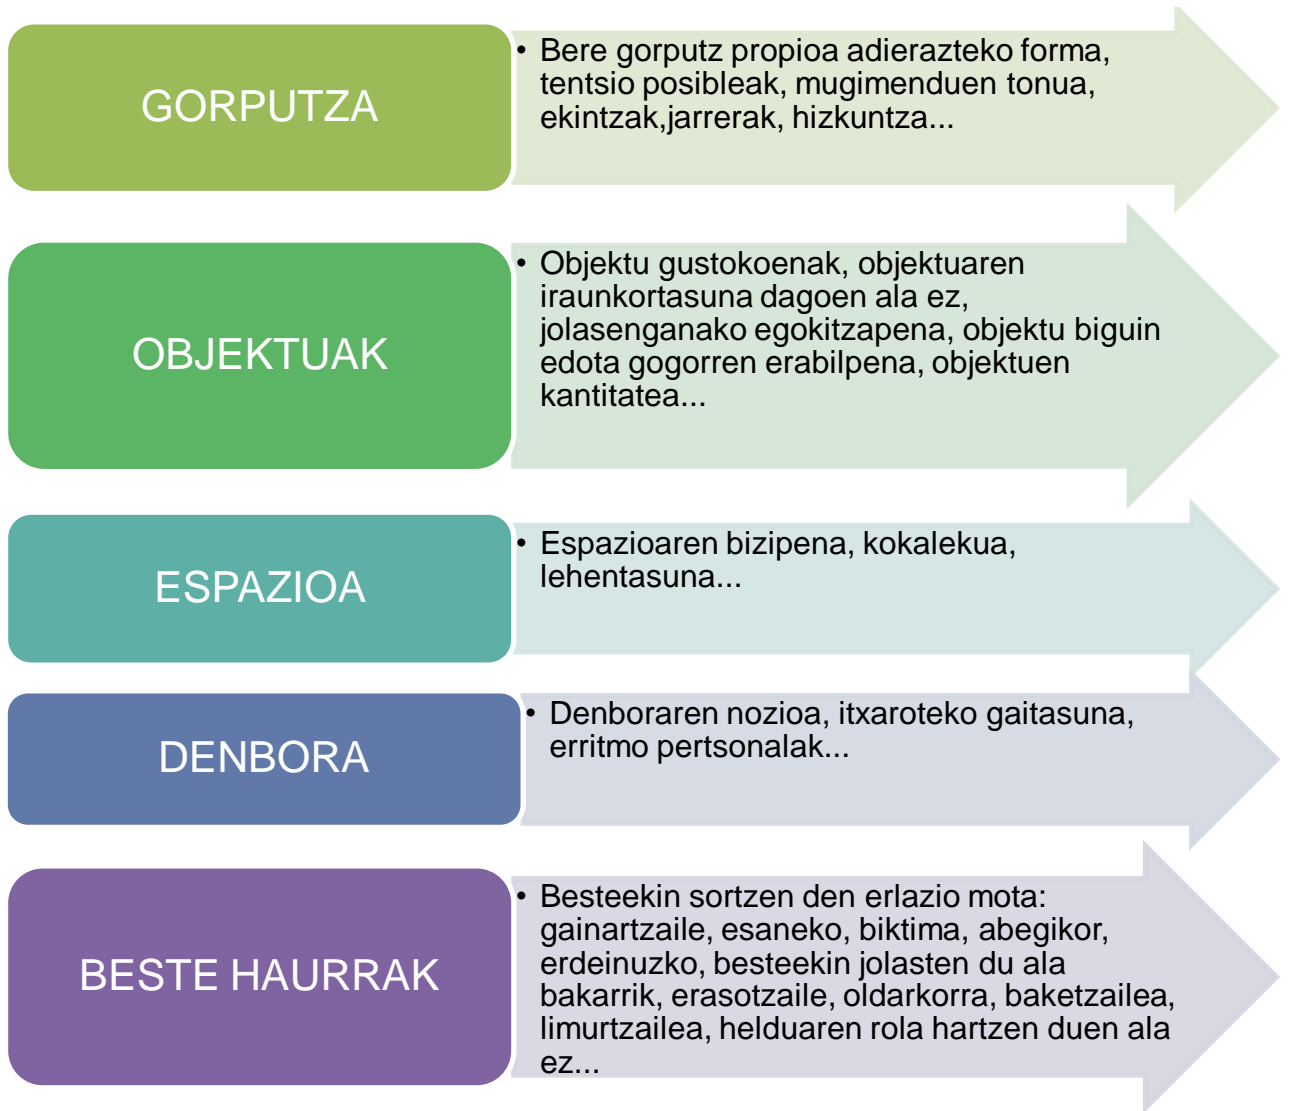 GORPUTZA
• Bere gorputz propioa adierazteko forma,
tentsio posibleak, mugimenduen tonua,
ekintzak,jarrerak, hizkuntza...
OBJEKTUAK
• Objektu gustokoenak, objektuaren
iraunkortasuna dagoen ala ez,
jolasenganako egokitzapena, objektu biguin
edota gogorren erabilpena, objektuen
kantitatea...
ESPAZIOA
• Espazioaren bizipena, kokalekua,
lehentasuna...
DENBORA
• Denboraren nozioa, itxaroteko gaitasuna,
erritmo pertsonalak...
BESTE HAURRAK
• Besteekin sortzen den erlazio mota:
gainartzaile, esaneko, biktima, abegikor,
erdeinuzko, besteekin jolasten du ala
bakarrik, erasotzaile, oldarkorra, baketzailea,
limurtzailea, helduaren rola hartzen duen ala
ez...